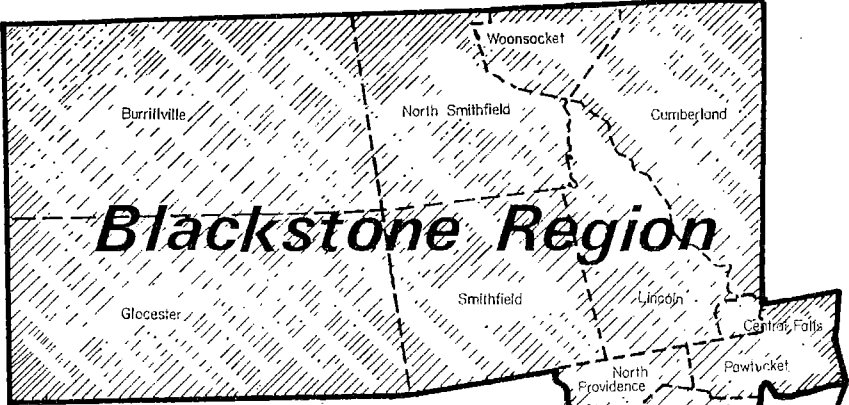 Woonsocket
Burrillville
North Smithfield
Cumberland
Blackstone Region
Glocester
Smithfield
Lincoln
Central Falls
North
Providence
Pawtucket